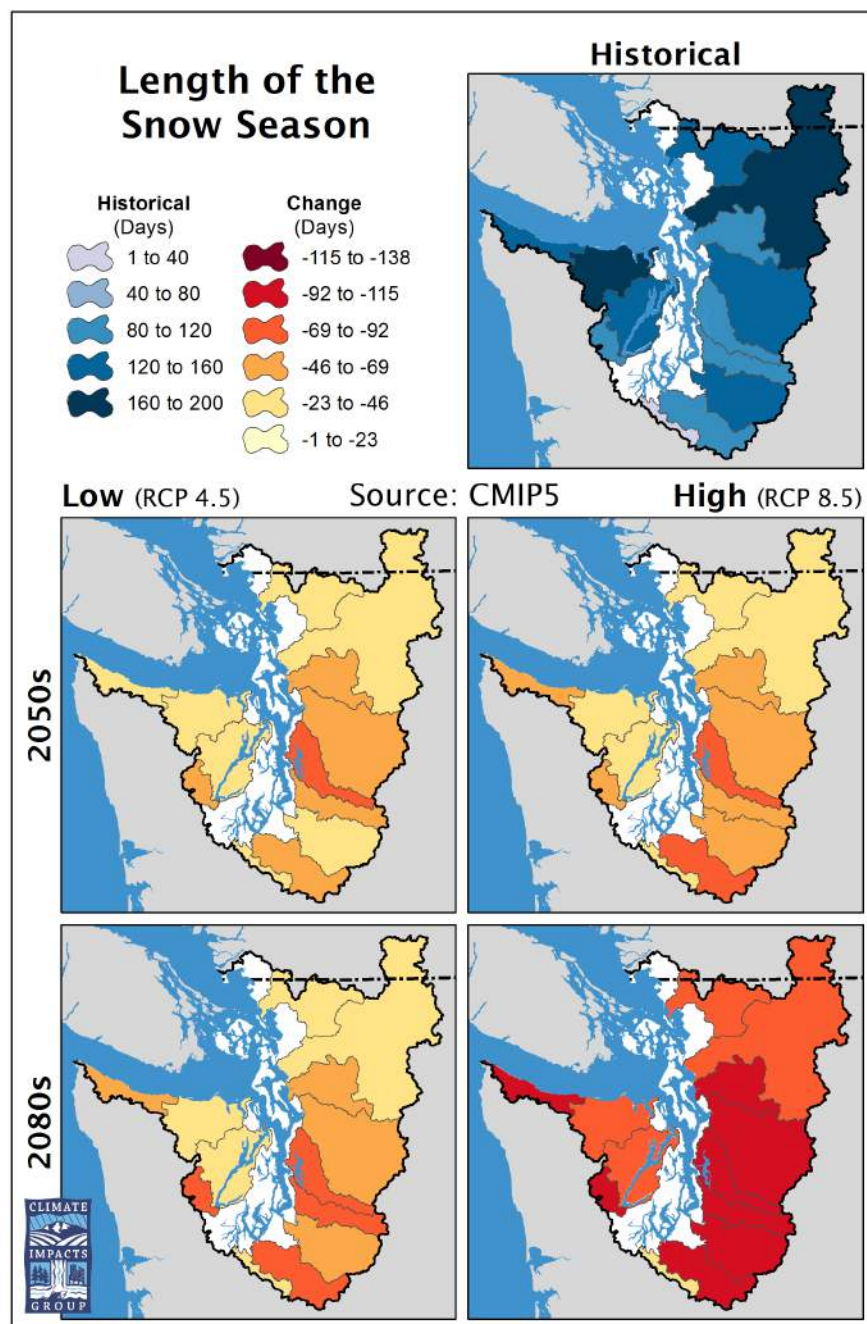 Length of the
Snow Season
Historical
Historical
(Days)
1 to 40
40 to 80
80 to 120
120 to 160
160 to 200
Change
(Days)
-115 to -138
-92 to -115
-69 to -92
-46 to -69
-23 to -46
-1 to -23
Low (RCP 4.5)
Source: CMIP5
High (RCP 8.5)
2050s
2080s
CLIMATE
IMPACTS
GROUP